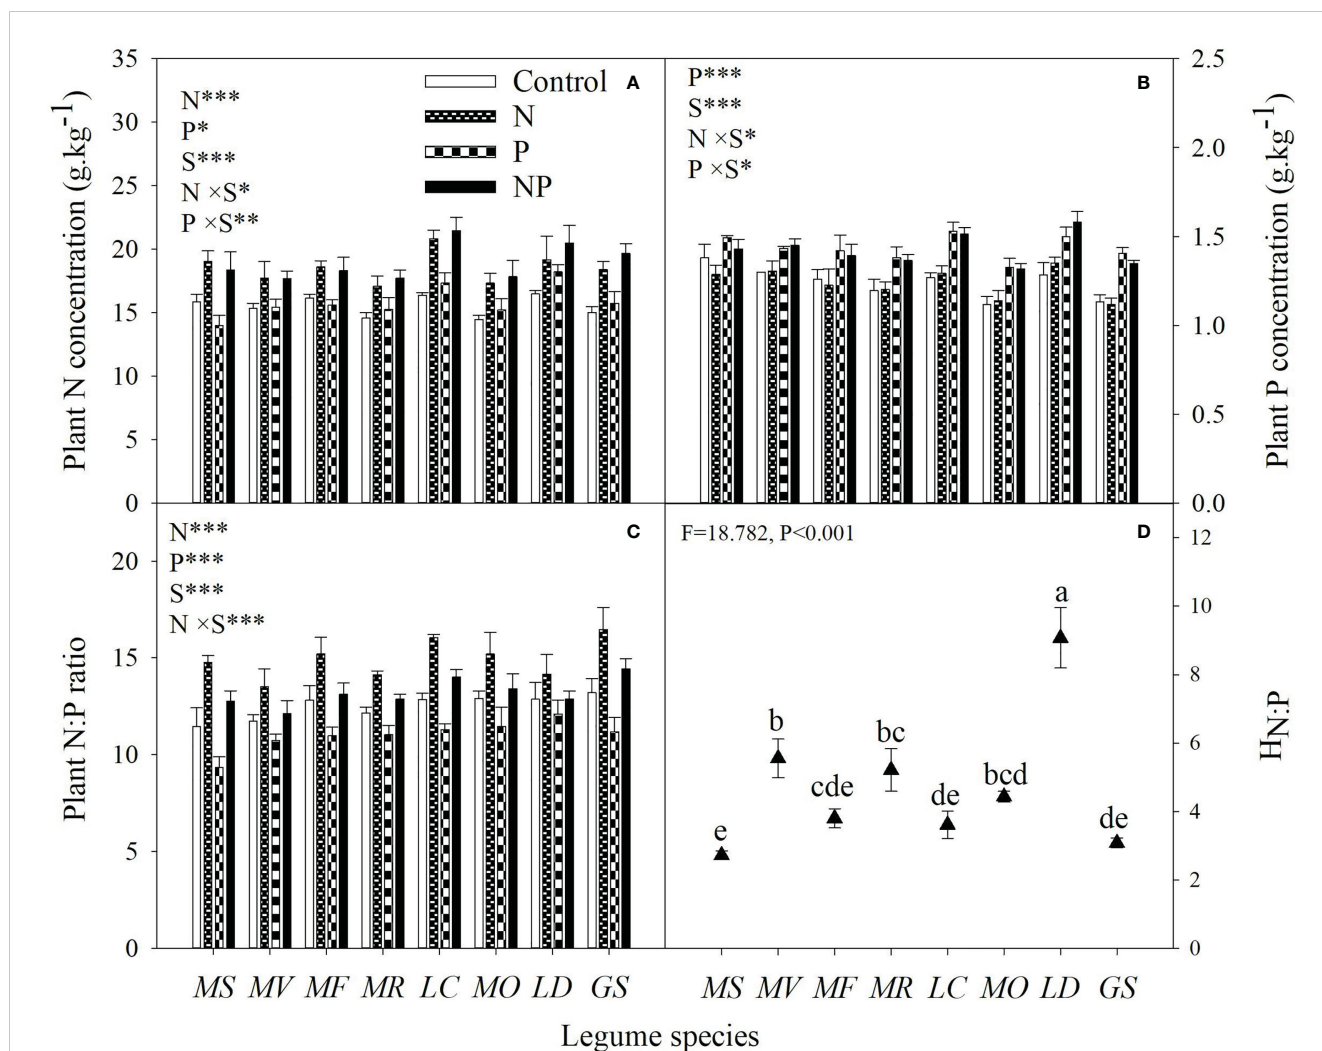 Plant N concentration (g.kg-1)
35
30
25
20
15
10
5
0
N***
P*
S***
N ×S*
P ×S**
Control
N
P
NP
A
P***
S***
N ×S*
P ×S*
B
2.5
2.0
1.5
1.0
0.5
0.0
Plant P concentration (g.kg-1)
Plant N:P ratio
20
15
10
5
0
N***
P***
S***
N ×S***
C
F=18.782, P<0.001
D
e
b
cde
bc
de
bcd
a
de
12
10
8
6
4
2
0
HN:P
MS MV MF MR LC MO LD GS
MS MV MF MR LC MO LD GS
Legume species